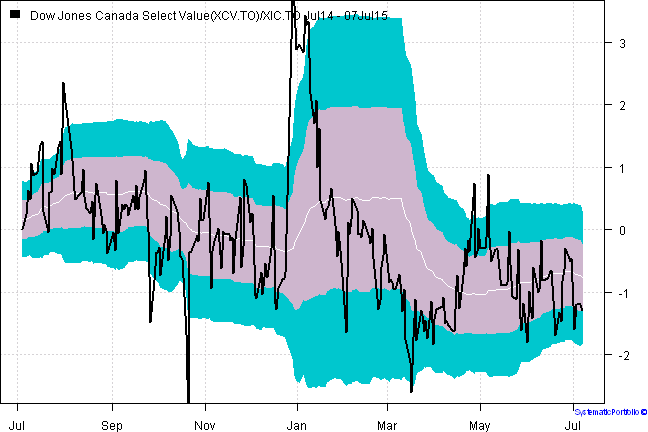 Dow Jones Canada Select Value(XCV.TO)/XIC.TO Jul14 - 07Jul15
3
2
1
0
-1
-2
Jul Sep Nov Jan Mar May Jul
SystematicPortfolio ©